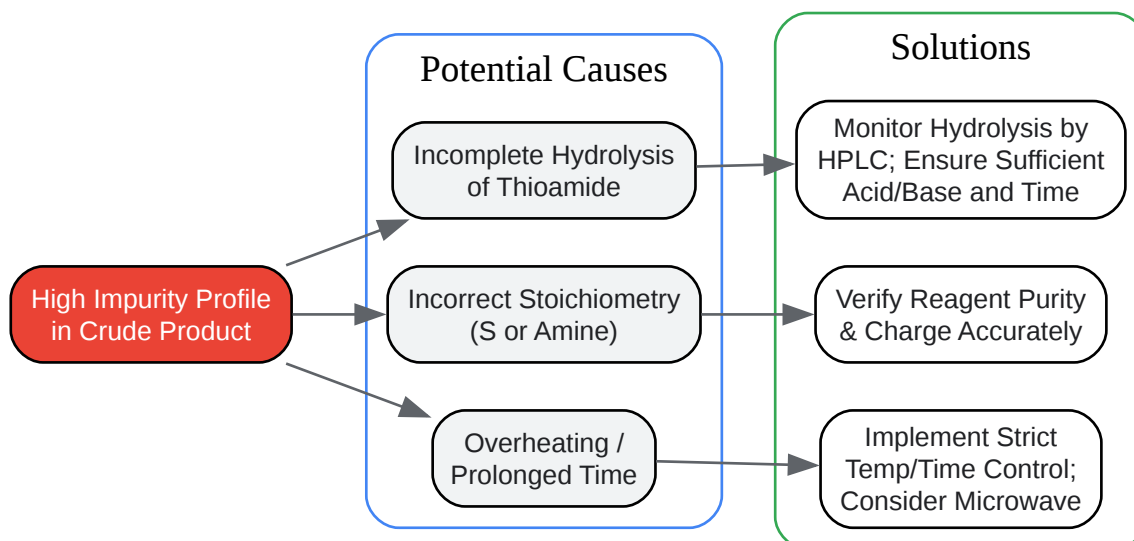 Potential Causes
Solutions
High Impurity Profile
in Crude Product
Incomplete Hydrolysis
of Thioamide
Monitor Hydrolysis by
HPLC; Ensure Sufficient
Acid/Base and Time
Incorrect Stoichiometry
(S or Amine)
Verify Reagent Purity
& Charge Accurately
Overheating /
Prolonged Time
Implement Strict
Temp/Time Control;
Consider Microwave